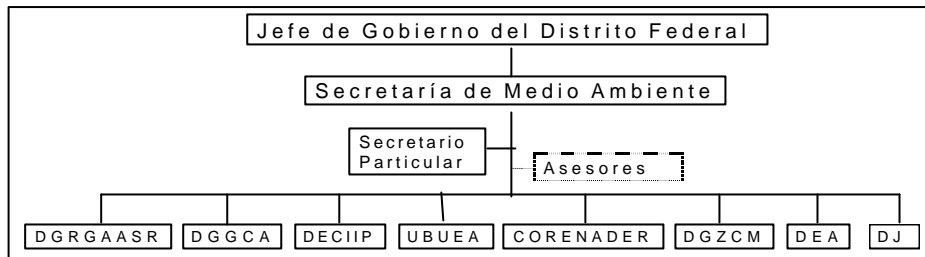 Jefe de Gobierno del Distrito Federal
Secretaría de Medio Ambiente
Secretario
Particular
Asesores
DGRGAASR DGGCA DECIIP UBUEA CORENADER DGZCM DEA DJ